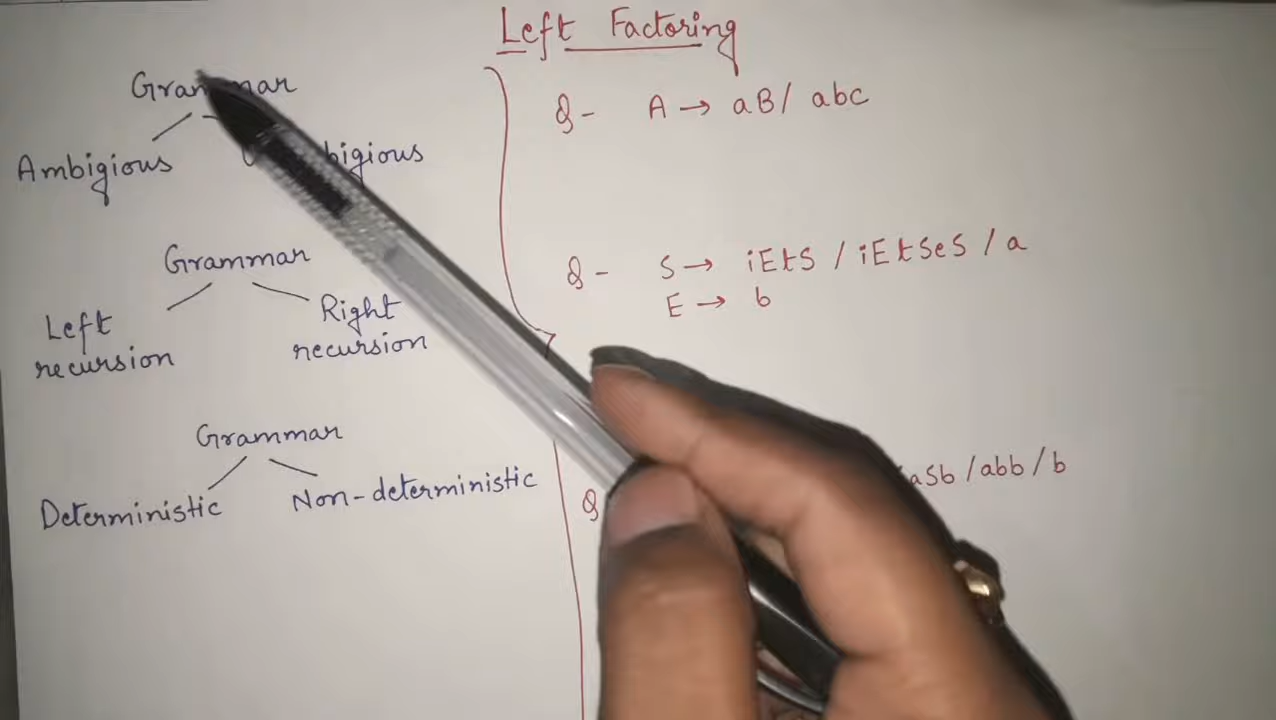 Left Factoring
Grammar
Ambigious
Grammar
Left recursion
Right recursion
Grammar
Deterministic
Non-deterministic
Q- A → aB/ abc
Q- S → iEtS / iEtSeS / a
E → b
Q
aSb / abb / b